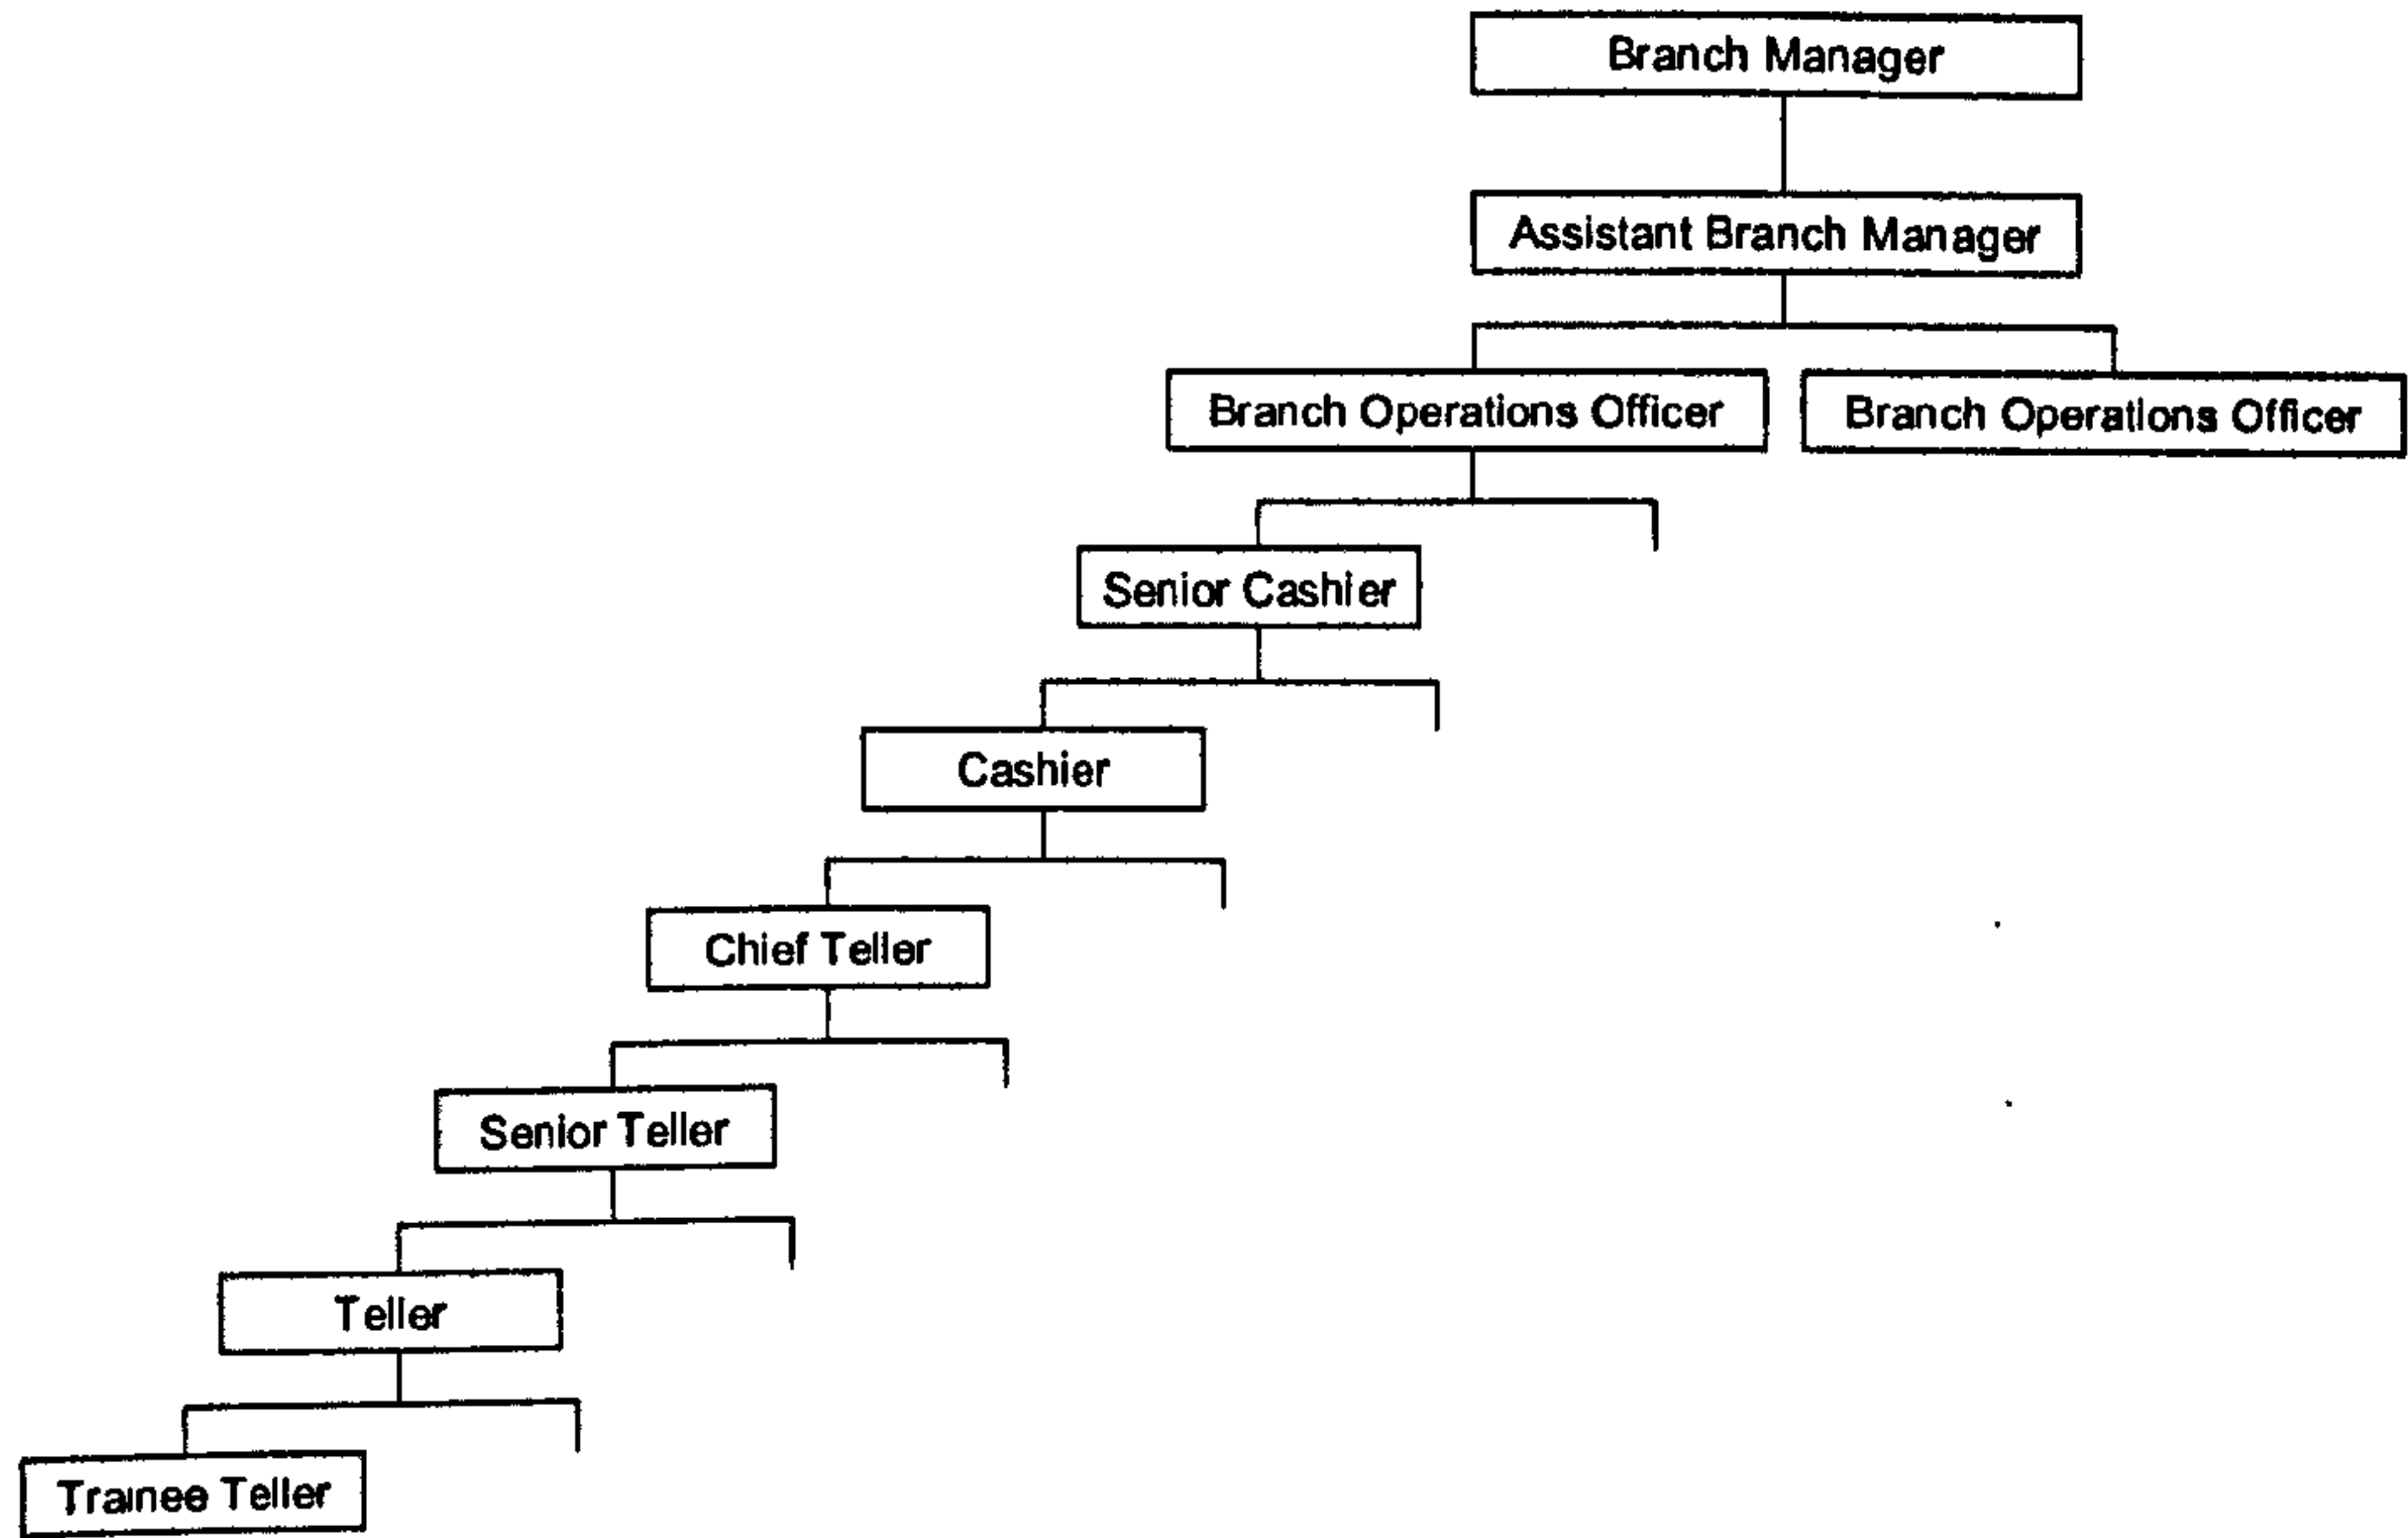 Branch Manager
Assistant Branch Manager
Branch Operations Officer
Branch Operations Officer
Senior Cashier
Cashier
Chief Teller
Senior Teller
Teller
Trainee Teller